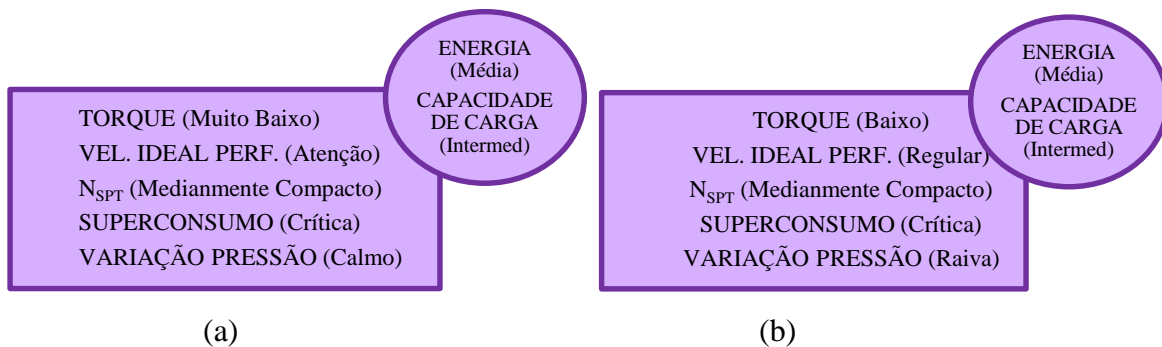 ENERGIA
(Média)
CAPACIDADE
DE CARGA
(Intermed)
TORQUE (Muito Baixo)
VEL. IDEAL PERF. (Atenção)
N_SPT (Medianmente Compacto)
SUPERCONSUMO (Crítica)
VARIAÇÃO PRESSÃO (Calmo)
(a)
ENERGIA
(Média)
CAPACIDADE
DE CARGA
(Intermed)
TORQUE (Baixo)
VEL. IDEAL PERF. (Regular)
N_SPT (Medianmente Compacto)
SUPERCONSUMO (Crítica)
VARIAÇÃO PRESSÃO (Raiva)
(b)